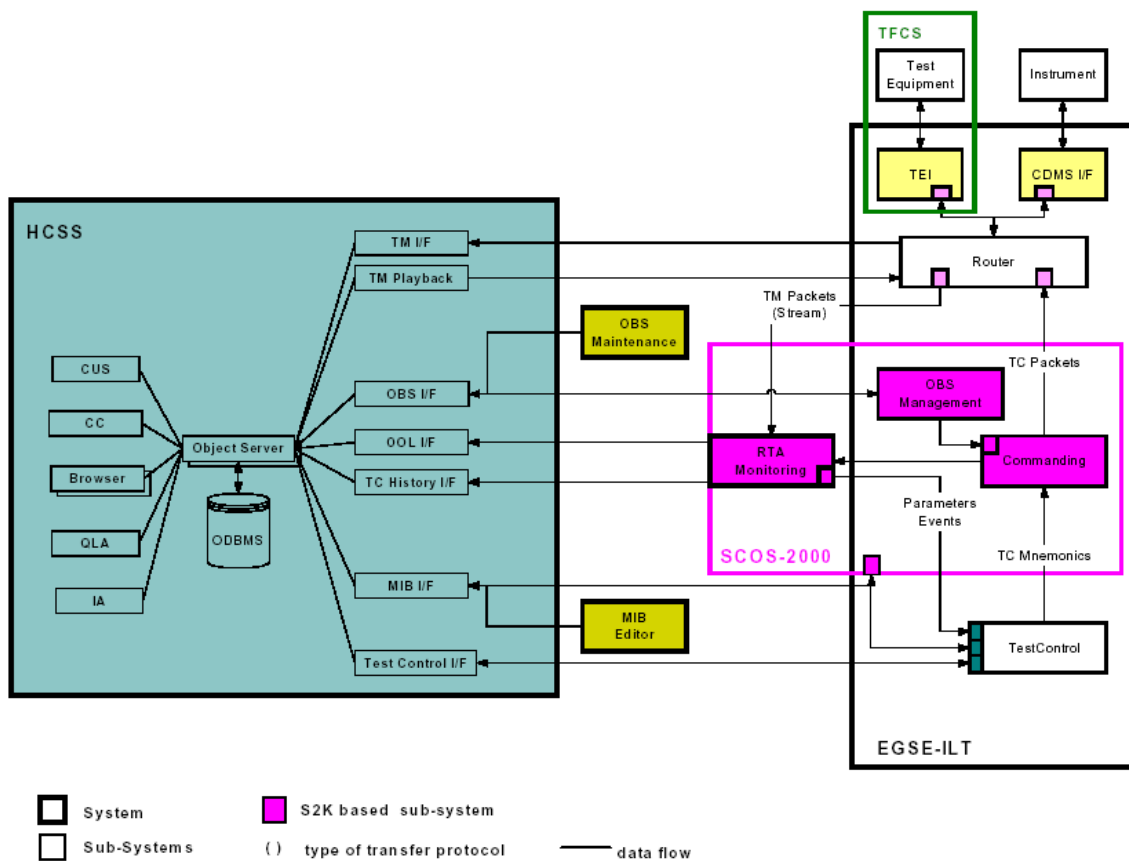 TFCS
Test
Equipment
Instrument
TEI
CDMS I/F
HCSS
TM I/F
Router
TM Playback
TM Packets
(Stream)
OBS
Maintenance
TC Packets
CUS
OBS I/F
OBS
Management
CC
Object Server
OOL I/F
RTA
Monitoring
Commanding
Browser
TC History I/F
Parameters
Events
QLA
ODBMS
SCOS-2000
TC Mnemonics
IA
MIB I/F
MIB
Editor
TestControl
Test Control I/F
EGSE-ILT
System
S2K based sub-system
Sub-Systems
( ) type of transfer protocol
data flow